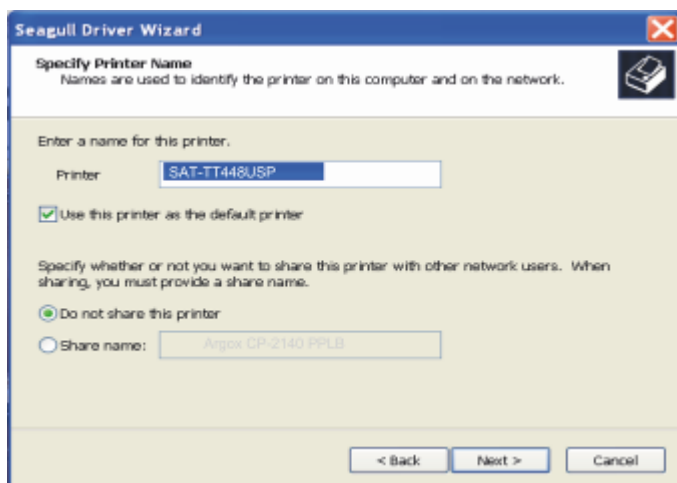 Seagull Driver Wizard
Specify Printer Name
Names are used to identify the printer on this computer and on the network.
Enter a name for this printer.
Printer
SAT-TT448USP
Use this printer as the default printer
Specify whether or not you want to share this printer with other network users. When
sharing, you must provide a share name.
Do not share this printer
Share name:
Argox CP-2140 PPLB
< Back
Next >
Cancel